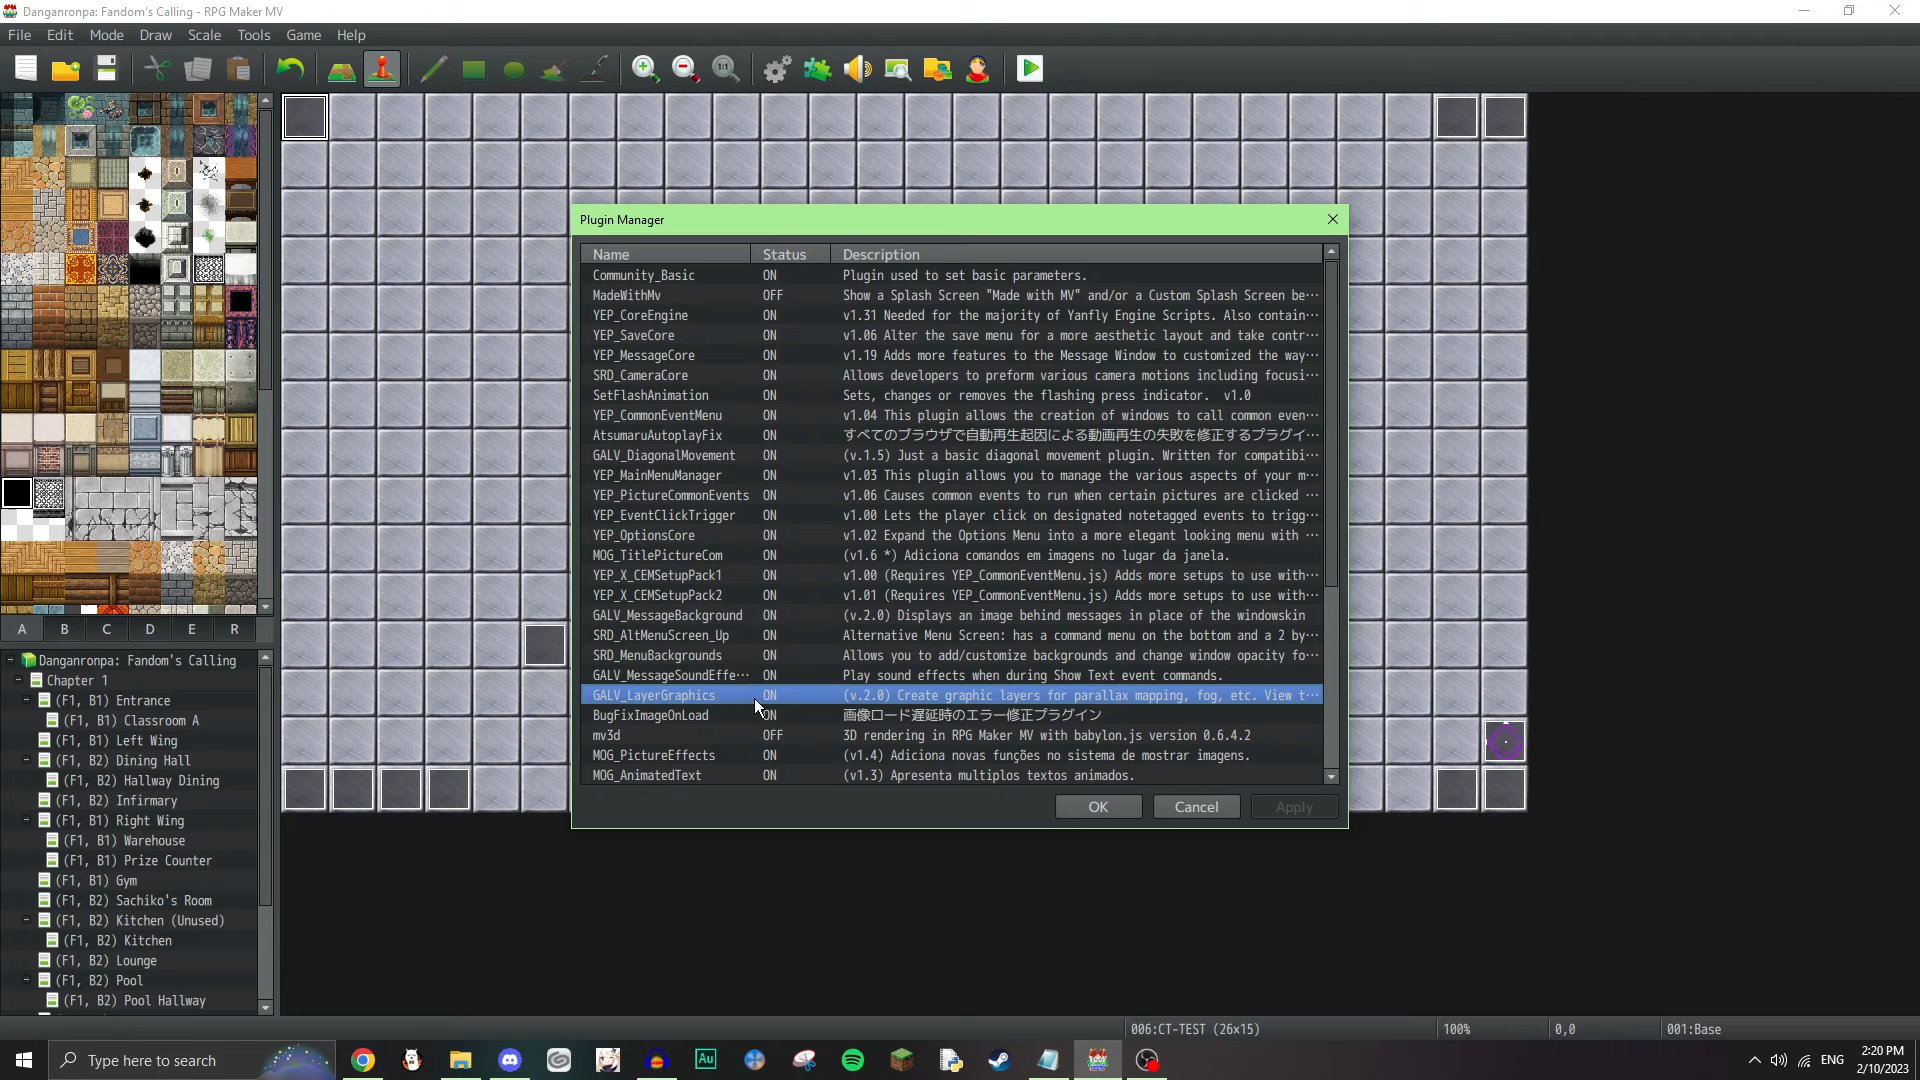 Danganronpa: Fandom's Calling - RPG Maker MV
File Edit Mode Draw Scale Tools Game Help
1:1
Plugin Manager
Name Status Description
Community_Basic ON Plugin used to set basic parameters.
MadeWithMv OFF Show a Splash Screen "Made with MV" and/or a Custom Splash Screen be···
YEP_CoreEngine ON v1.31 Needed for the majority of Yanfly Engine Scripts. Also contain···
YEP_SaveCore ON v1.06 Alter the save menu for a more aesthetic layout and take contr···
YEP_MessageCore ON v1.19 Adds more features to the Message Window to customized the way···
SRD_CameraCore ON Allows developers to preform various camera motions including focusi···
SetFlashAnimation ON Sets, changes or removes the flashing press indicator. v1.0
YEP_CommonEventMenu ON v1.04 This plugin allows the creation of windows to call common even···
AtsumaruAutoplayFix ON すべてのブラウザで自動再生起因による動画再生の失敗を修正するプラグイ···
GALV_DiagonalMovement ON (v.1.5) Just a basic diagonal movement plugin. Written for compatibi···
YEP_MainMenuManager ON v1.03 This plugin allows you to manage the various aspects of your m···
YEP_PictureCommonEvents ON v1.06 Causes common events to run when certain pictures are clicked ···
YEP_EventClickTrigger ON v1.00 Lets the player click on designated notetagged events to trigg···
YEP_OptionsCore ON v1.02 Expand the Options Menu into a more elegant looking menu with ···
MOG_TitlePictureCom ON (v1.6 *) Adiciona comandos em imagens no lugar da janela.
YEP_X_CEMSetupPack1 ON v1.00 (Requires YEP_CommonEventMenu.js) Adds more setups to use with···
YEP_X_CEMSetupPack2 ON v1.01 (Requires YEP_CommonEventMenu.js) Adds more setups to use with···
GALV_MessageBackground ON (v.2.0) Displays an image behind messages in place of the windowskin
SRD_AltMenuScreen_Up ON Alternative Menu Screen: has a command menu on the bottom and a 2 by···
SRD_MenuBackgrounds ON Allows you to add/customize backgrounds and change window opacity fo···
GALV_MessageSoundEffe··· ON Play sound effects when during Show Text event commands.
GALV_LayerGraphics ON (v.2.0) Create graphic layers for parallax mapping, fog, etc. View t···
BugFixImageOnLoad ON 画像ロード遅延時のエラー修正プラグイン
mv3d OFF 3D rendering in RPG Maker MV with babylon.js version 0.6.4.2
MOG_PictureEffects ON (v1.4) Adiciona novas funções no sistema de mostrar imagens.
MOG_AnimatedText ON (v1.3) Apresenta multiplos textos animados.
OK Cancel Apply
A B C D E R
Danganronpa: Fandom's Calling
Chapter 1
(F1, B1) Entrance
(F1, B1) Classroom A
(F1, B1) Left Wing
(F1, B2) Dining Hall
(F1, B2) Hallway Dining
(F1, B2) Infirmary
(F1, B1) Right Wing
(F1, B1) Warehouse
(F1, B1) Prize Counter
(F1, B1) Gym
(F1, B2) Sachiko's Room
(F1, B2) Kitchen (Unused)
(F1, B2) Kitchen
(F1, B2) Lounge
(F1, B2) Pool
(F1, B2) Pool Hallway
006:CT-TEST (26x15) 100% 0,0 001:Base
Type here to search
Au
ENG
2:20 PM
2/10/2023